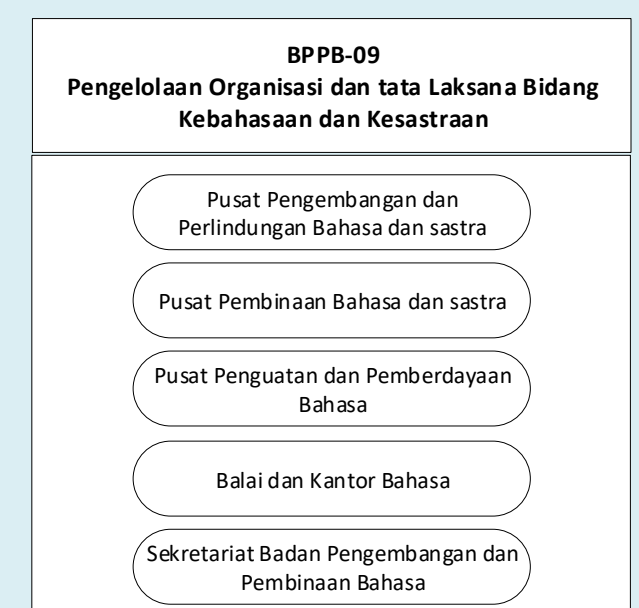 BPPB-09
Pengelolaan Organisasi dan tata Laksana Bidang
Kebahasaan dan Kesastraan
Pusat Pengembangan dan
Perlindungan Bahasa dan sastra
Pusat Pembinaan Bahasa dan sastra
Pusat Penguatan dan Pemberdayaan
Bahasa
Balai dan Kantor Bahasa
Sekretariat Badan Pengembangan dan
Pembinaan Bahasa